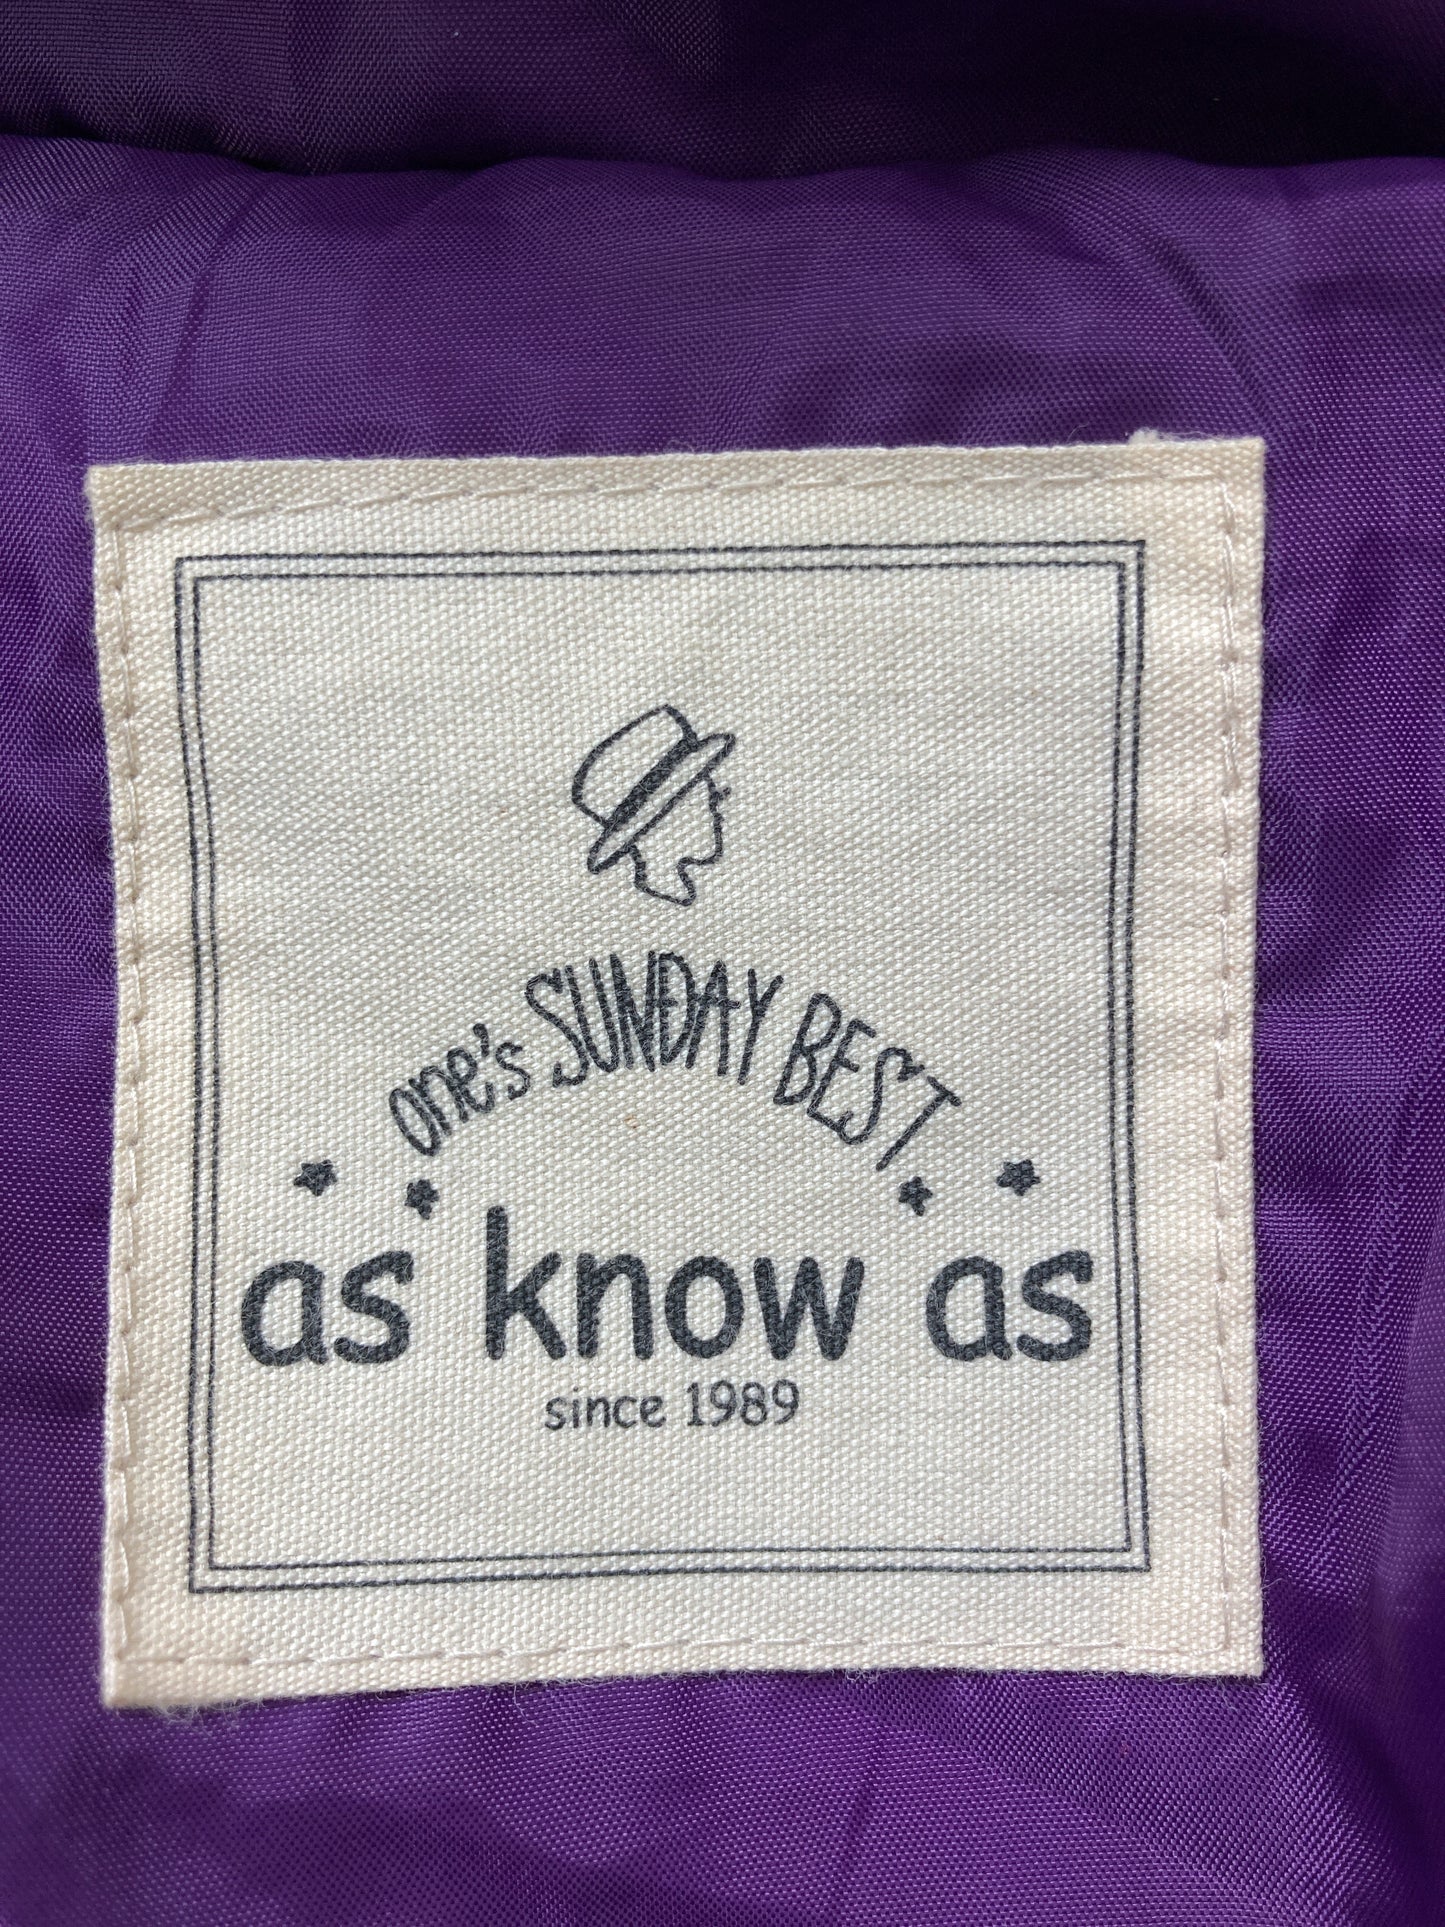 one's SUNDAY BEST
as know as
since 1989